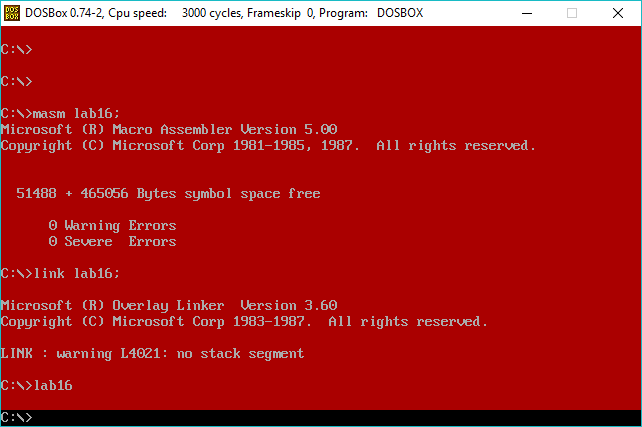 DOS
BOX
DOSBox 0.74-2, Cpu speed: 3000 cycles, Frameskip 0, Program: DOSBOX
C:\>
C:\>
C:\>masm lab16;
Microsoft (R) Macro Assembler Version 5.00
Copyright (C) Microsoft Corp 1981-1985, 1987.  All rights reserved.
51488 + 465056 Bytes symbol space free
0 Warning Errors
0 Severe  Errors
C:\>link lab16;
Microsoft (R) Overlay Linker  Version 3.60
Copyright (C) Microsoft Corp 1983-1987.  All rights reserved.
LINK : warning L4021: no stack segment
C:\>lab16
C:\>